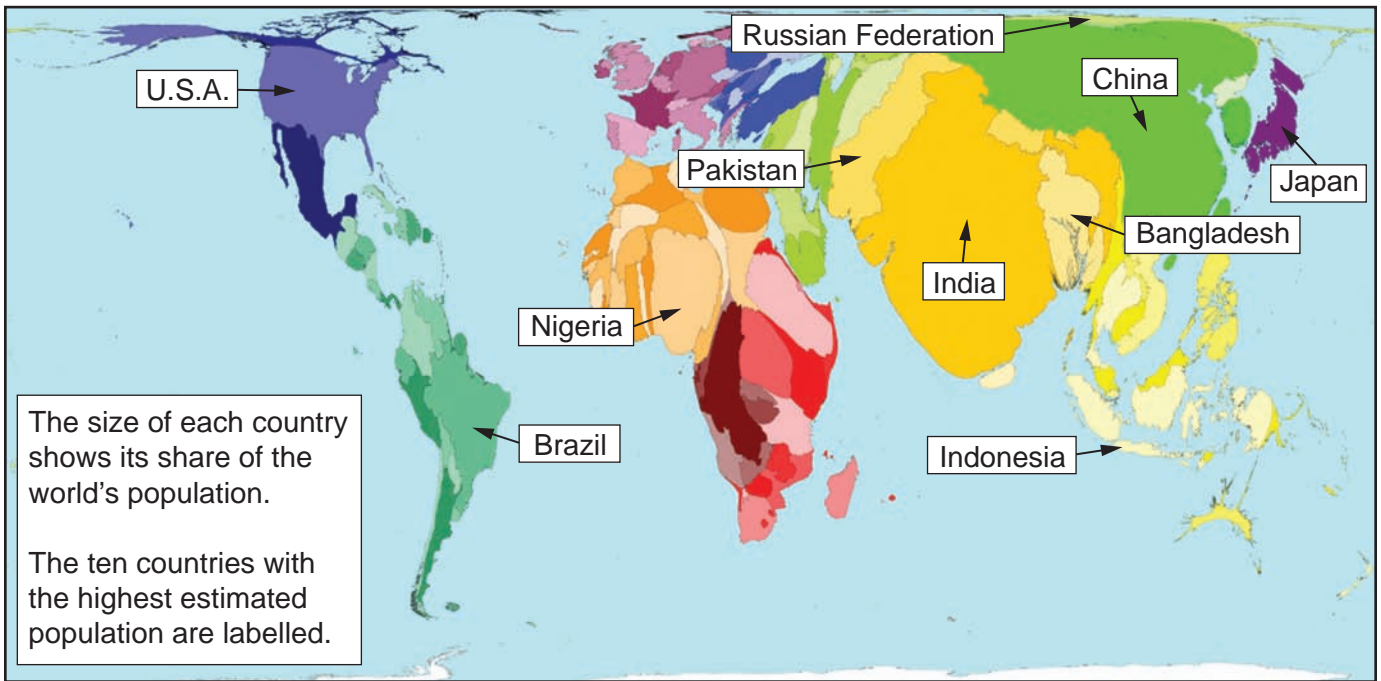 Russian Federation
U.S.A.
China
Pakistan
Japan
Bangladesh
India
Nigeria
The size of each country
shows its share of the
world's population.
Brazil
Indonesia
The ten countries with
the highest estimated
population are labelled.